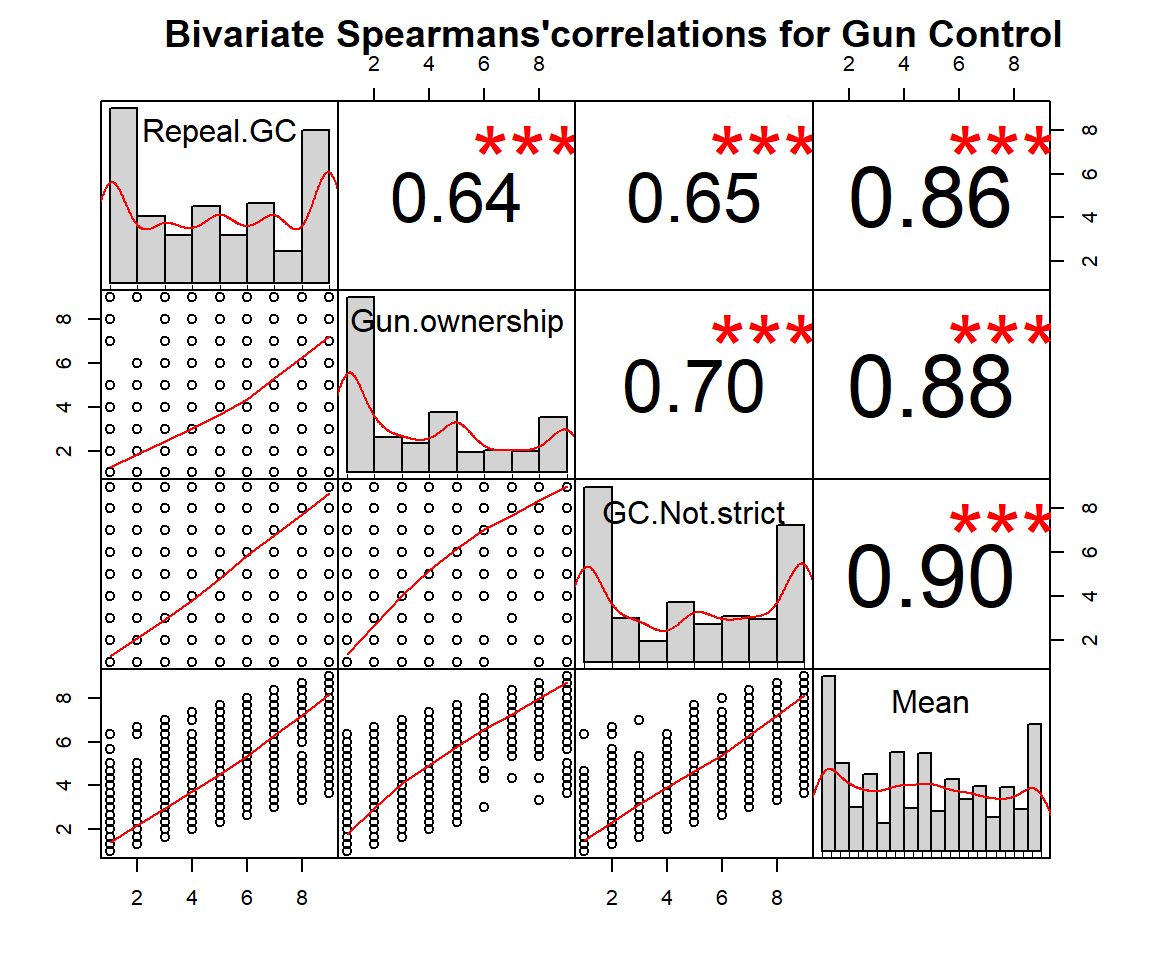 Bivariate Spearmans'correlations for Gun Control
2 4 6 8 2 4 6 8
Repeal.GC *** *** *** 8
0.64 0.65 0.86 6
4
2
8 Gun.ownership *** ***
6 0.70 0.88
4
2
GC.Not.strict *** 8
0.90 6
4
2
8 Mean
6
4
2
2 4 6 8 2 4 6 8